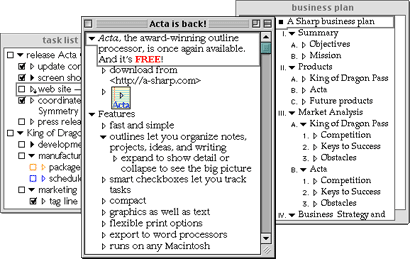 task list
release Acta
update con
screen sho
web site —
coordinate
Symmetry
press relea
King of Drago
develop
manufactur
package
schedule
marketing
tag line
Acta is back!
Acta, the award-winning outline
processor, is once again available.
And it's FREE!
download from
<http://a-sharp.com>
Acta
Features
fast and simple
outlines let you organize notes,
projects, ideas, and writing
expand to show detail or
collapse to see the big picture
smart checkboxes let you track
tasks
compact
graphics as well as text
flexible print options
export to word processors
runs on any Macintosh
business plan
A Sharp business plan
I. Summary
A. Objectives
B. Mission
II. Products
A. King of Dragon Pass
B. Acta
C. Future products
III. Market Analysis
A. King of Dragon Pass
1. Competition
2. Keys to Success
3. Obstacles
B. Acta
1. Competition
2. Keys to Success
3. Obstacles
IV. Business Strategy and